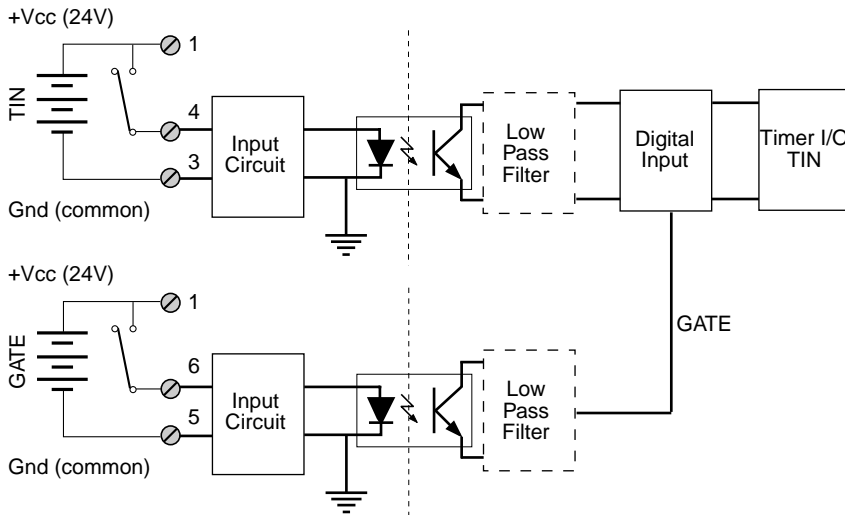 +Vcc (24V)
1
TIN
4
3
Gnd (common)
Input
Circuit
Low
Pass
Filter
Digital
Input
Timer I/O
TIN
+Vcc (24V)
1
GATE
6
5
Gnd (common)
Input
Circuit
Low
Pass
Filter
GATE